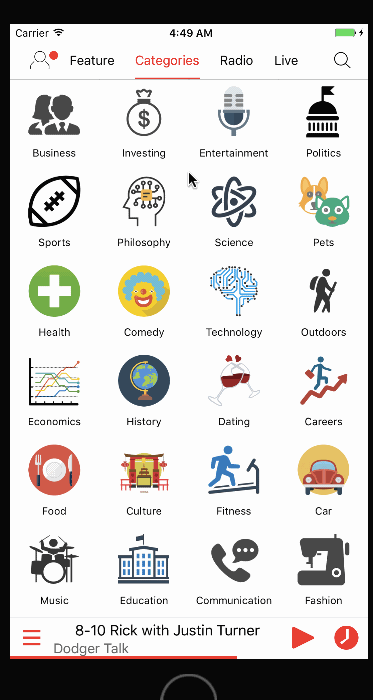 Carrier 4:49 AM
Feature Categories Radio Live
Business Investing Entertainment Politics
Sports Philosophy Science Pets
Health Comedy Technology Outdoors
Economics History Dating Careers
Food Culture Fitness Car
Music Education Communication Fashion
8-10 Rick with Justin Turner
Dodger Talk